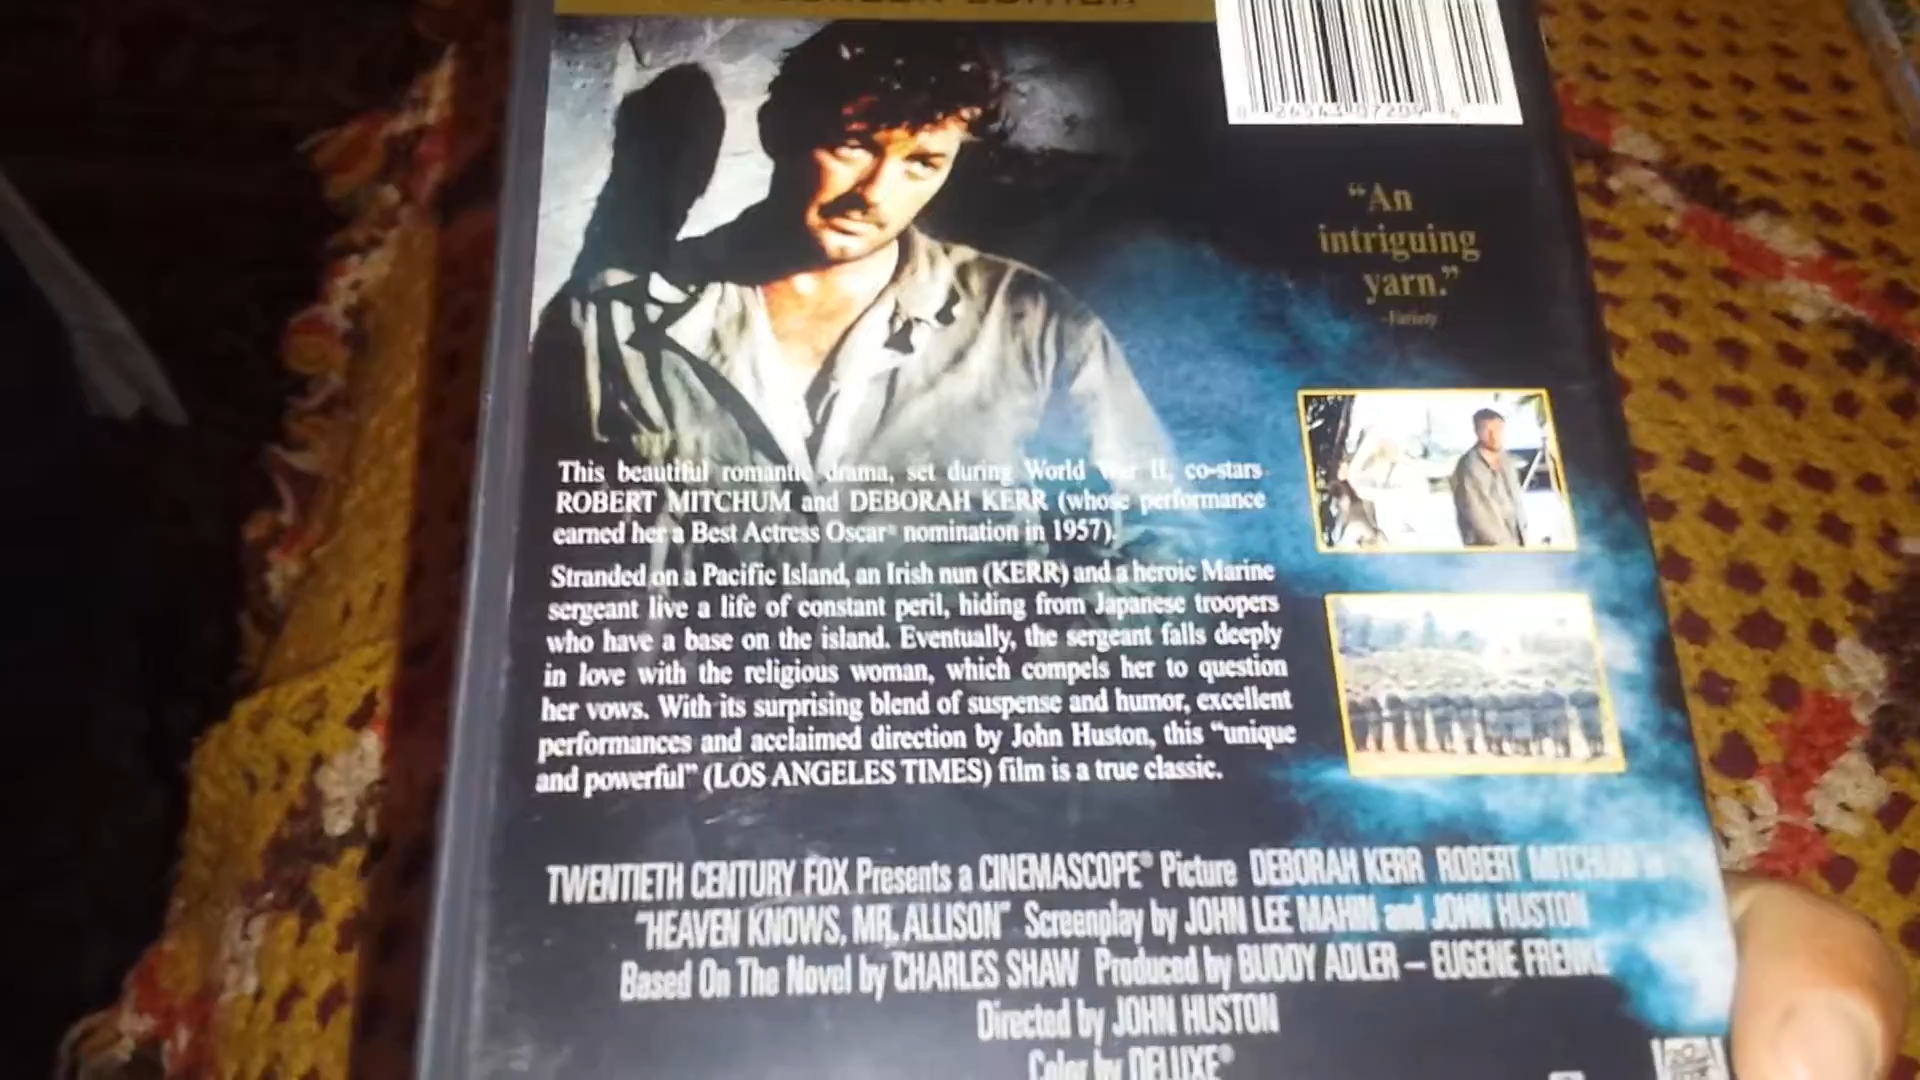 EDITION
"An
intriguing
yarn."
-Variety
This beautiful romantic drama, set during World War II, co-stars
ROBERT MITCHUM and DEBORAH KERR (whose performance
earned her a Best Actress Oscar® nomination in 1957).
Stranded on a Pacific Island, an Irish nun (KERR) and a heroic Marine
sergeant live a life of constant peril, hiding from Japanese troopers
who have a base on the island. Eventually, the sergeant falls deeply
in love with the religious woman, which compels her to question
her vows. With its surprising blend of suspense and humor, excellent
performances and acclaimed direction by John Huston, this "unique
and powerful" (LOS ANGELES TIMES) film is a true classic.
TWENTIETH CENTURY FOX Presents a CINEMASCOPE® Picture DEBORAH KERR ROBERT MITCHUM in
"HEAVEN KNOWS, MR. ALLISON" Screenplay by JOHN LEE MAHIN and JOHN HUSTON
Based On The Novel by CHARLES SHAW Produced by BUDDY ADLER – EUGENE FRENKE
Directed by JOHN HUSTON
Color by DELUXE®